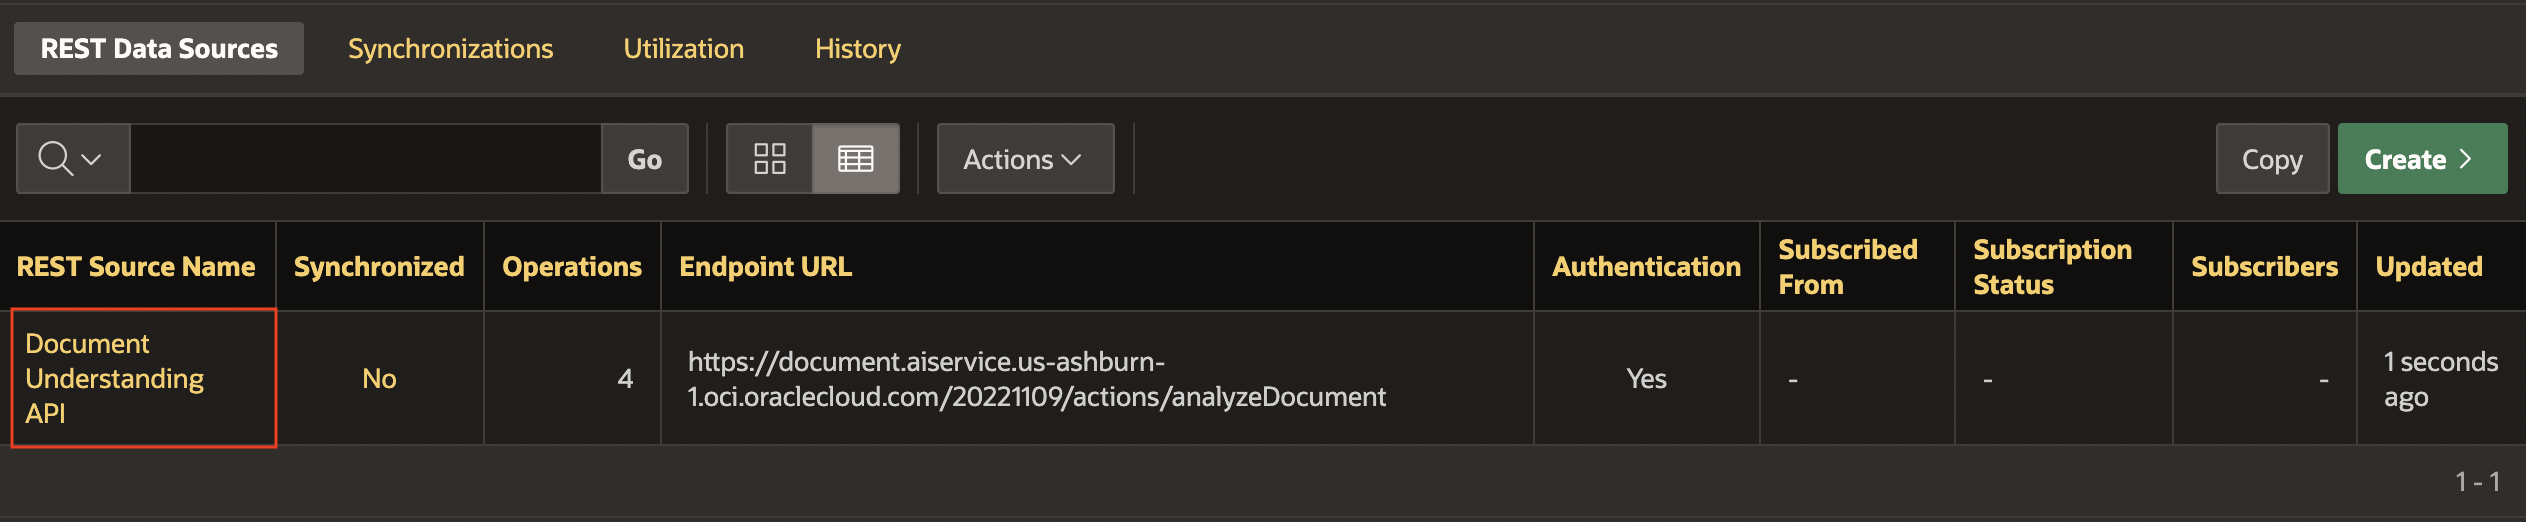 REST Data Sources Synchronizations Utilization History
Go Actions Copy Create
REST Source Name Synchronized Operations Endpoint URL Authentication Subscribed From Subscription Status Subscribers Updated
Document
Understanding
API
No
4
https://document.aiservice.us-ashburn-
1.oci.oraclecloud.com/20221109/actions/analyzeDocument
Yes
-
-
-
1 seconds
ago
1 - 1